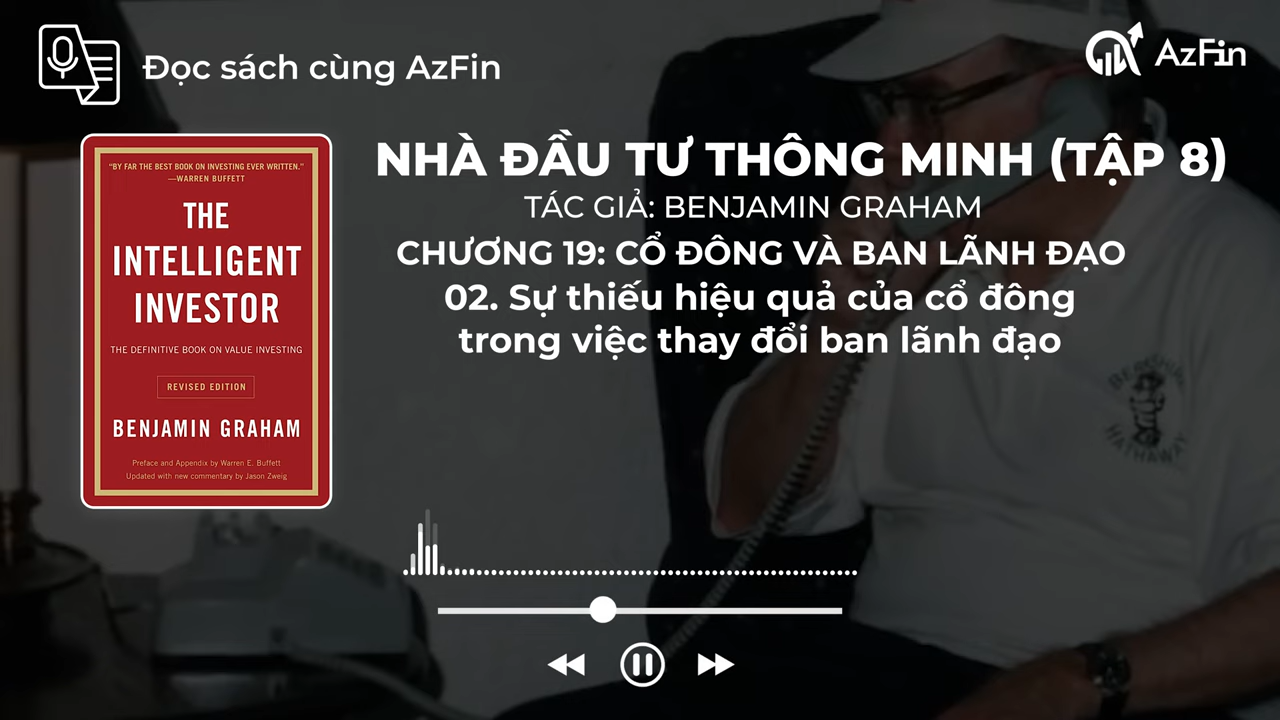 Đọc sách cùng AzFin
AzFin
"BY FAR THE BEST BOOK ON INVESTING EVER WRITTEN."
—WARREN BUFFETT
THE
INTELLIGENT
INVESTOR
THE DEFINITIVE BOOK ON VALUE INVESTING
REVISED EDITION
BENJAMIN GRAHAM
Preface and Appendix by Warren E. Buffett
Updated with new commentary by Jason Zweig
NHÀ ĐẦU TƯ THÔNG MINH (TẬP 8)
TÁC GIẢ: BENJAMIN GRAHAM
CHƯƠNG 19: CỔ ĐÔNG VÀ BAN LÃNH ĐẠO
02. Sự thiếu hiệu quả của cổ đông
trong việc thay đổi ban lãnh đạo
HATHAWAY